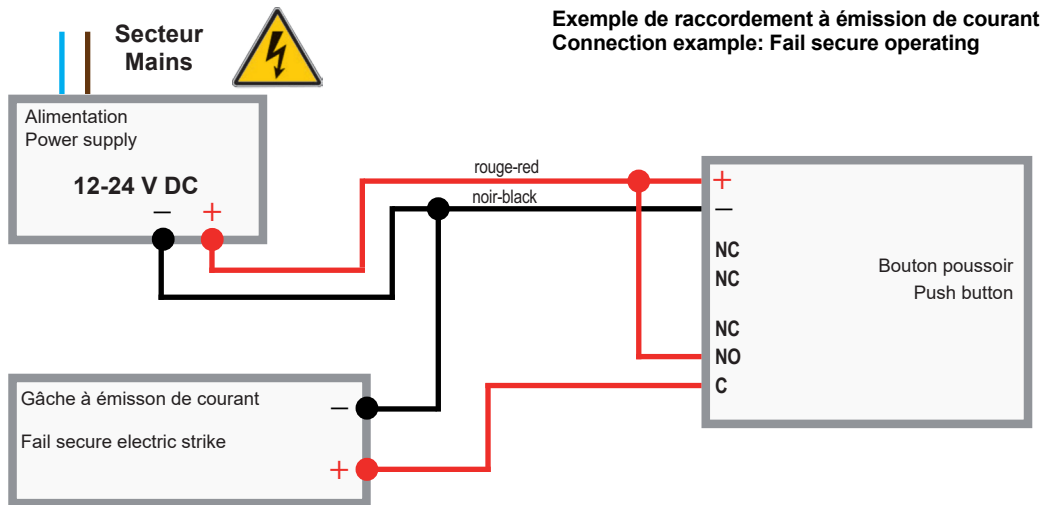 Exemple de raccordement à émission de courant
Connection example: Fail secure operating
Secteur
Mains
Alimentation
Power supply
12-24 V DC
− +
rouge-red
noir-black
+
−
NC
NC
NC
NO
C
Bouton poussoir
Push button
Gâche à émisson de courant
−
Fail secure electric strike
+